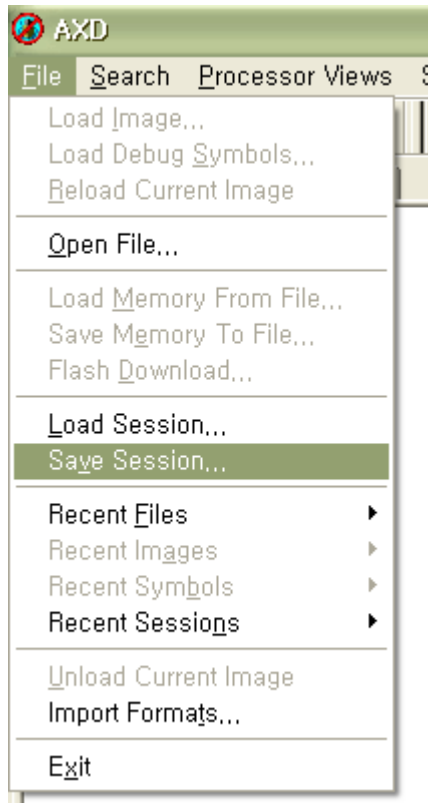 AXD
File Search Processor Views
Load Image...
Load Debug Symbols...
Reload Current Image
Open File...
Load Memory From File...
Save Memory To File...
Flash Download...
Load Session...
Save Session...
Recent Files
Recent Images
Recent Symbols
Recent Sessions
Unload Current Image
Import Formats...
Exit